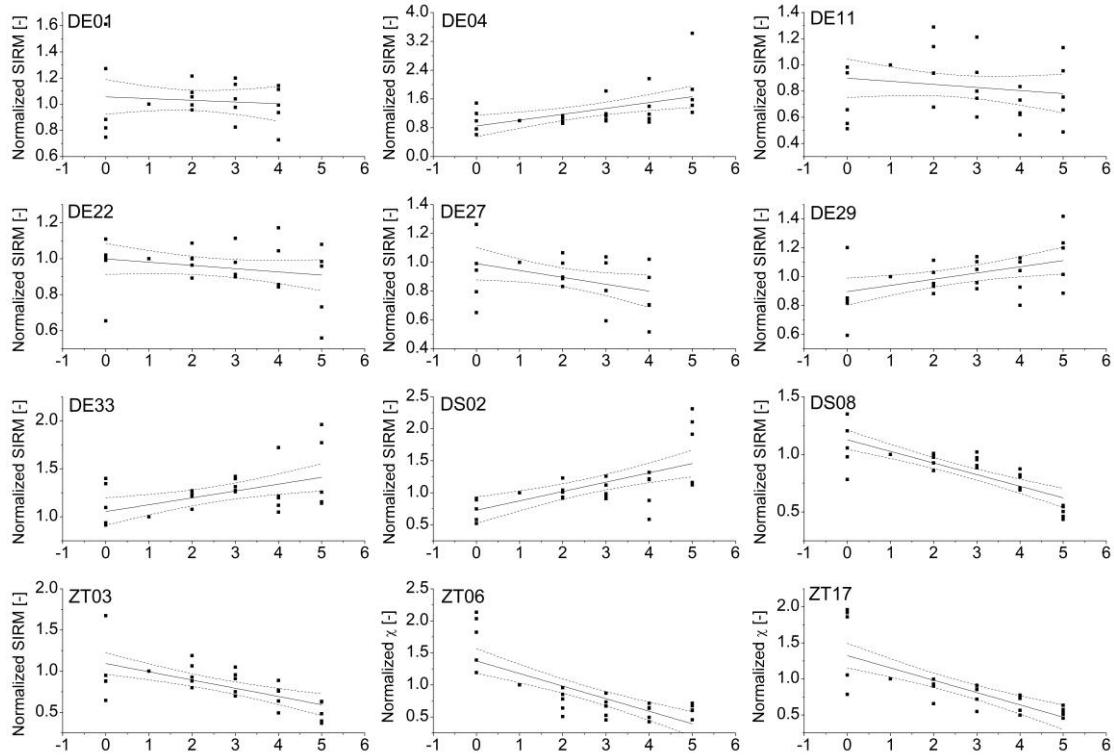 DE01
Normalized SIRM [-]
1.6
1.4
1.2
1.0
0.8
0.6
-1 0 1 2 3 4 5 6
DE04
Normalized SIRM [-]
4.0
3.2
2.4
1.6
0.8
0.0
-1 0 1 2 3 4 5 6
DE11
Normalized SIRM [-]
1.4
1.2
1.0
0.8
0.6
0.4
-1 0 1 2 3 4 5 6
DE22
Normalized SIRM [-]
1.2
1.0
0.8
0.6
-1 0 1 2 3 4 5 6
DE27
Normalized SIRM [-]
1.4
1.2
1.0
0.8
0.6
0.4
-1 0 1 2 3 4 5 6
DE29
Normalized SIRM [-]
1.4
1.2
1.0
0.8
0.6
-1 0 1 2 3 4 5 6
DE33
Normalized SIRM [-]
2.0
1.5
1.0
-1 0 1 2 3 4 5 6
DS02
Normalized SIRM [-]
2.5
2.0
1.5
1.0
0.5
-1 0 1 2 3 4 5 6
DS08
Normalized SIRM [-]
1.5
1.0
0.5
-1 0 1 2 3 4 5 6
ZT03
Normalized SIRM [-]
2.0
1.5
1.0
0.5
-1 0 1 2 3 4 5 6
ZT06
Normalized χ [-]
2.5
2.0
1.5
1.0
0.5
-1 0 1 2 3 4 5 6
ZT17
Normalized χ [-]
2.0
1.5
1.0
0.5
-1 0 1 2 3 4 5 6